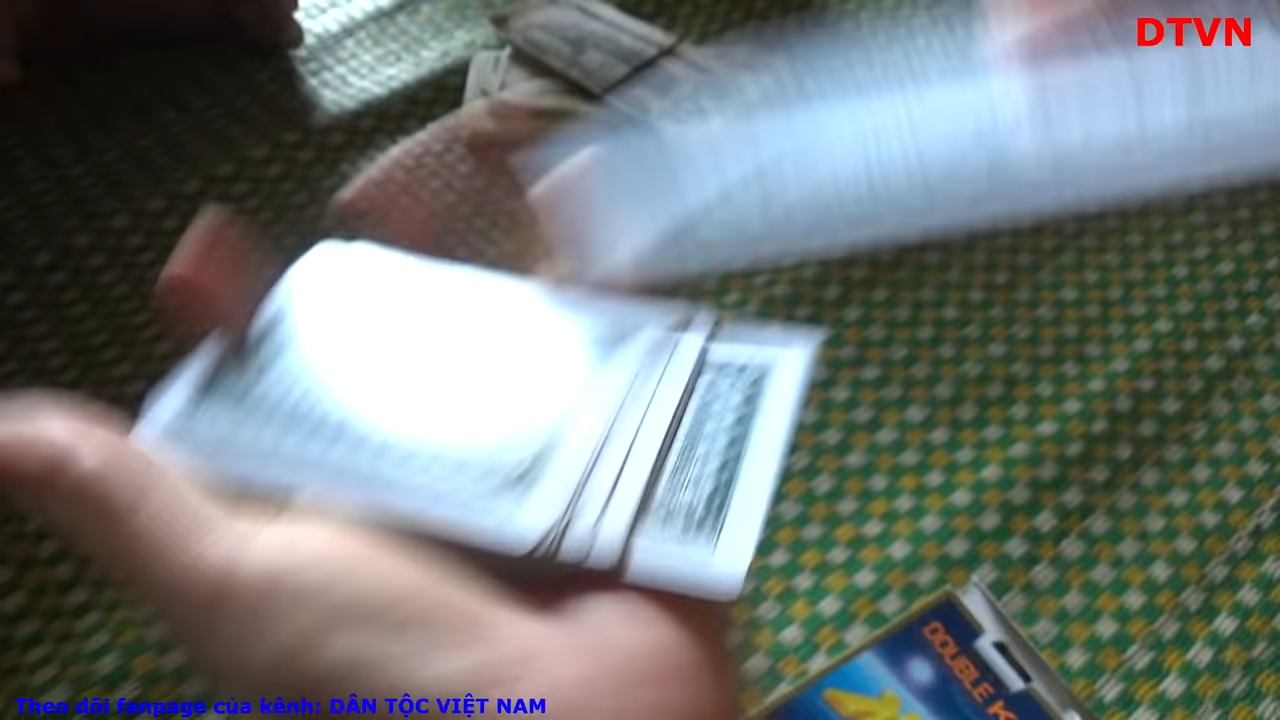 DTVN
DOUBLE K
Theo dõi fanpage của kênh: DÂN TỘC VIỆT NAM